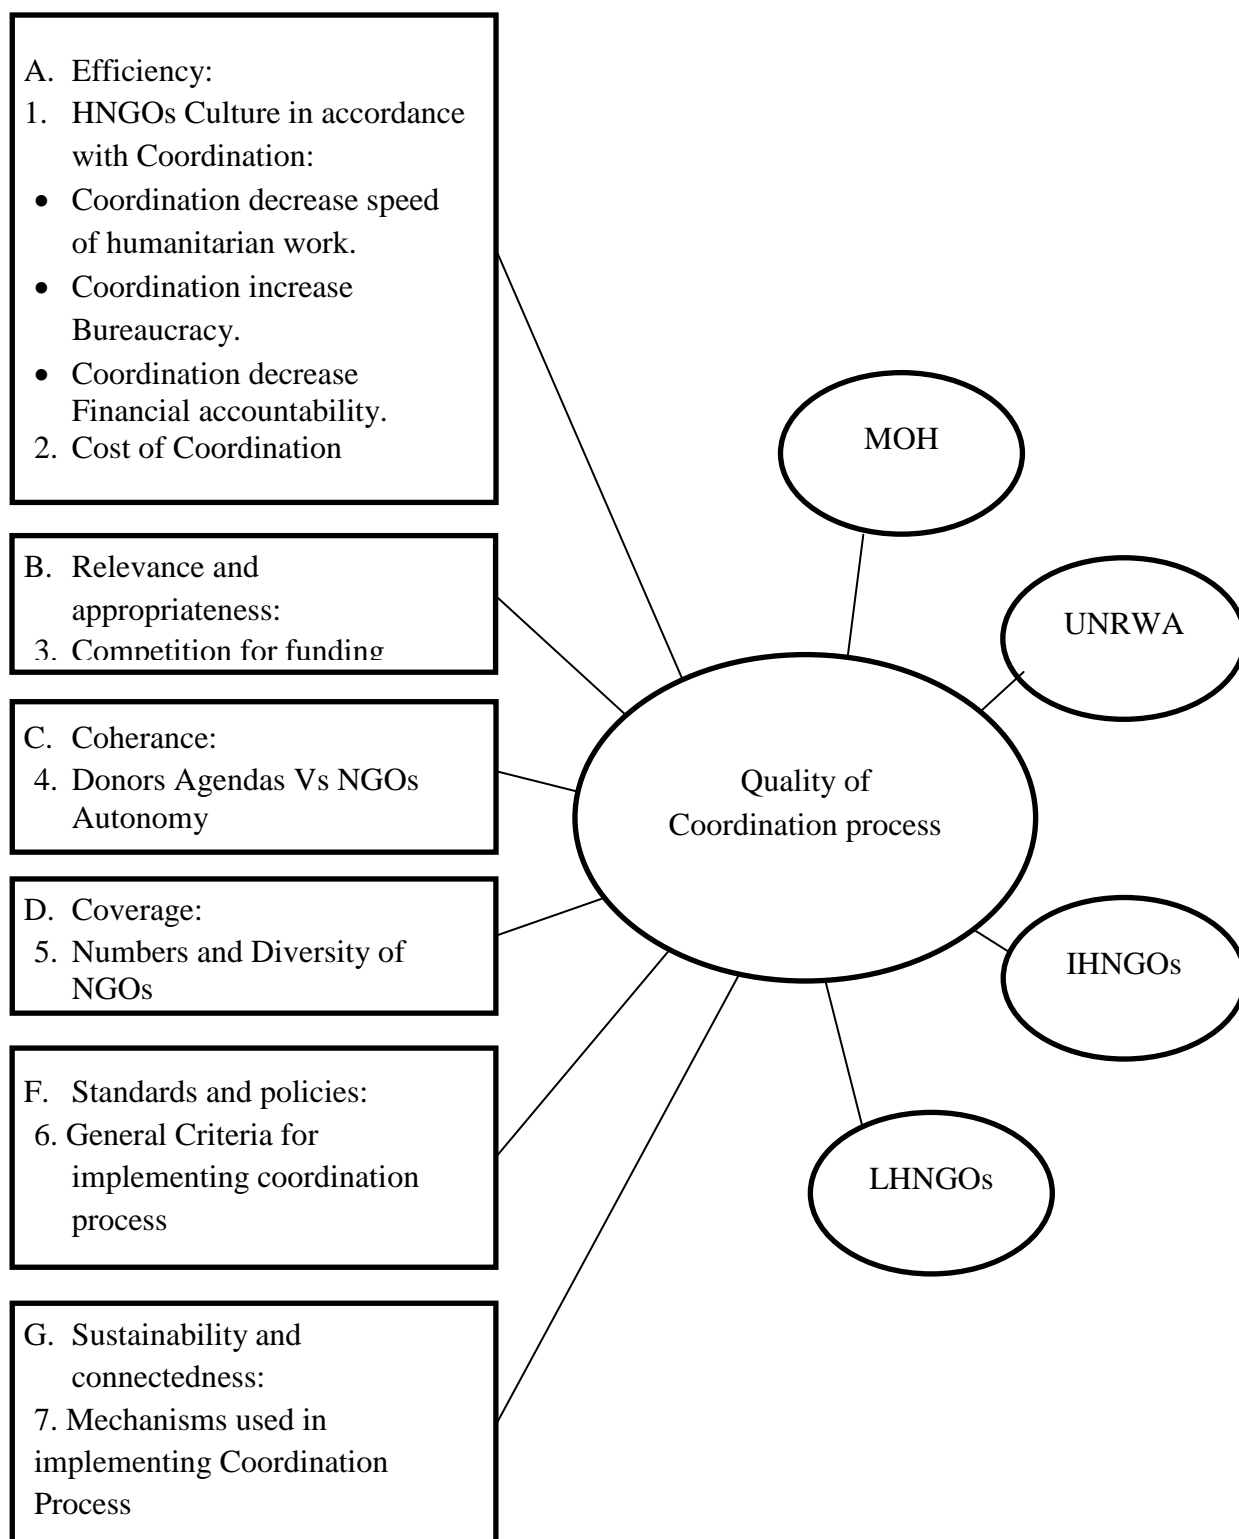 A. Efficiency:
1. HNGOs Culture in accordance
with Coordination:
• Coordination decrease speed
of humanitarian work.
• Coordination increase
Bureaucracy.
• Coordination decrease
Financial accountability.
2. Cost of Coordination
B. Relevance and
appropriateness:
3. Competition for funding
C. Coherance:
4. Donors Agendas Vs NGOs
Autonomy
D. Coverage:
5. Numbers and Diversity of
NGOs
F. Standards and policies:
6. General Criteria for
implementing coordination
process
G. Sustainability and
connectedness:
7. Mechanisms used in
implementing Coordination
Process
Quality of
Coordination process
MOH
UNRWA
IHNGOs
LHNGOs